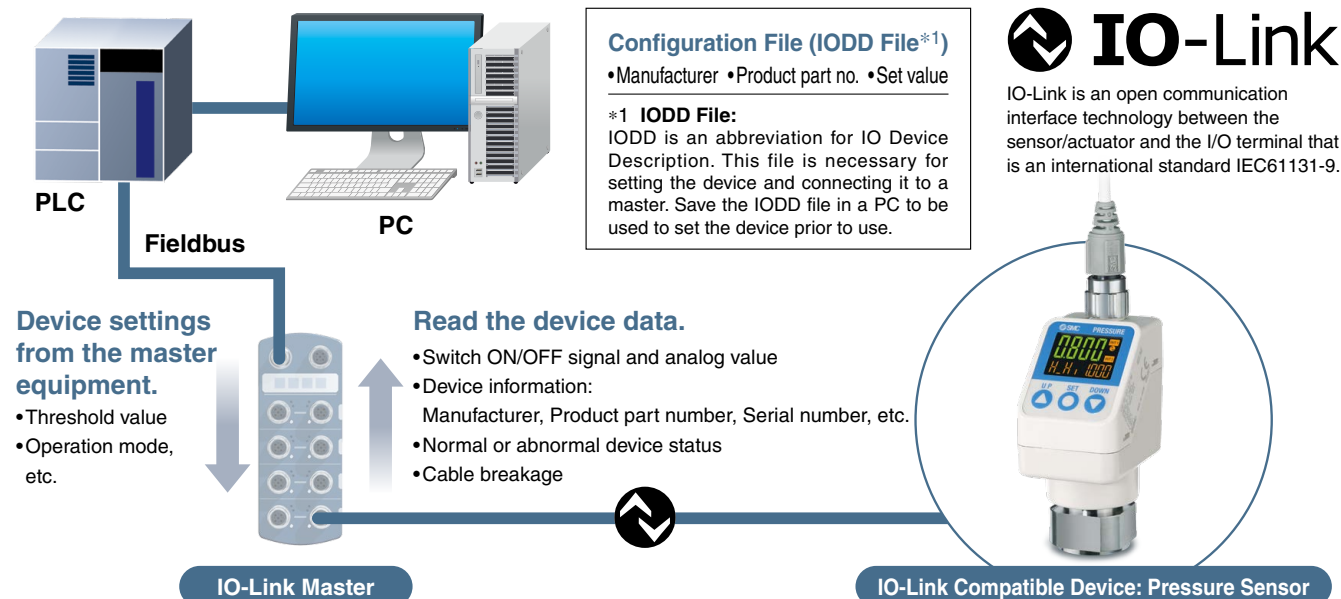 PLC
PC
Fieldbus
Configuration File (IODD File*1)
•Manufacturer •Product part no. •Set value
*1 IODD File:
IODD is an abbreviation for IO Device
Description. This file is necessary for
setting the device and connecting it to a
master. Save the IODD file in a PC to be
used to set the device prior to use.
IO-Link
IO-Link is an open communication
interface technology between the
sensor/actuator and the I/O terminal that
is an international standard IEC61131-9.
Device settings
from the master
equipment.
•Threshold value
•Operation mode,
etc.
Read the device data.
•Switch ON/OFF signal and analog value
•Device information:
Manufacturer, Product part number, Serial number, etc.
•Normal or abnormal device status
•Cable breakage
SMC PRESSURE
0.800
H_Hi 1.000
UP SET DOWN
IO-Link Master
IO-Link Compatible Device: Pressure Sensor